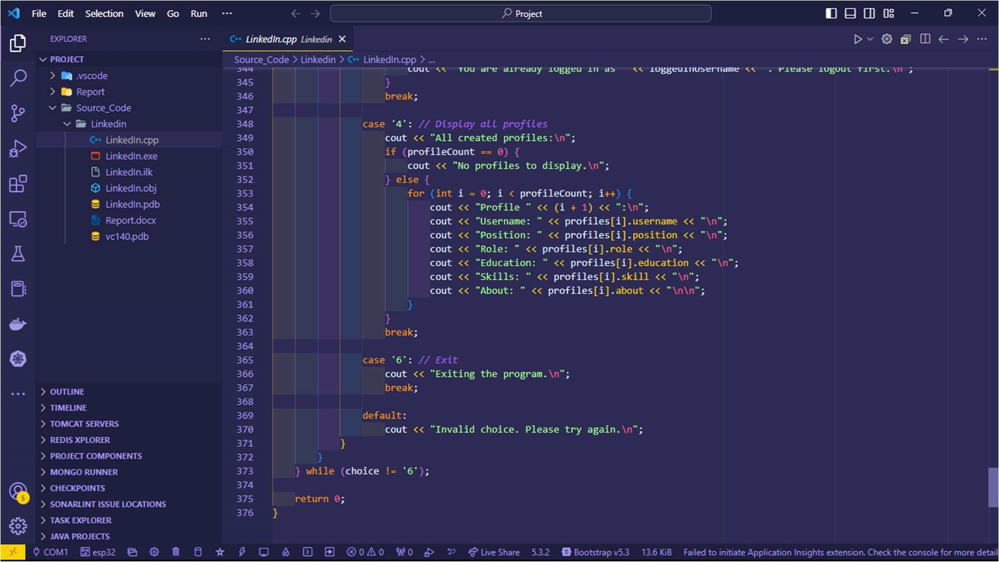 File Edit Selection View Go Run ···
Project
EXPLORER ···
LinkedIn.cpp Linkedin
PROJECT
.vscode
Report
Source_Code
Linkedin
LinkedIn.cpp
LinkedIn.exe
LinkedIn.ilk
LinkedIn.obj
LinkedIn.pdb
Report.docx
vc140.pdb
OUTLINE
TIMELINE
TOMCAT SERVERS
REDIS XPLORER
PROJECT COMPONENTS
MONGO RUNNER
CHECKPOINTS
SONARLINT ISSUE LOCATIONS
TASK EXPLORER
JAVA PROJECTS
5
Source_Code > Linkedin > LinkedIn.cpp > ...
344 cout << You are already logged in as << loggedInUsername << . Please logout first.\n ;
345 }
346 break;
347
348 case '4': // Display all profiles
349 cout << "All created profiles:\n";
350 if (profileCount == 0) {
351 cout << "No profiles to display.\n";
352 } else {
353 for (int i = 0; i < profileCount; i++) {
354 cout << "Profile " << (i + 1) << ":\n";
355 cout << "Username: " << profiles[i].username << "\n";
356 cout << "Position: " << profiles[i].position << "\n";
357 cout << "Role: " << profiles[i].role << "\n";
358 cout << "Education: " << profiles[i].education << "\n";
359 cout << "Skills: " << profiles[i].skill << "\n";
360 cout << "About: " << profiles[i].about << "\n\n";
361 }
362 }
363 break;
364
365 case '6': // Exit
366 cout << "Exiting the program.\n";
367 break;
368
369 default:
370 cout << "Invalid choice. Please try again.\n";
371 }
372 }
373 } while (choice != '6');
374
375 return 0;
376 }
COM1 esp32 0 0 0 Live Share 5.3.2 Bootstrap v5.3 13.6 KiB Failed to initiate Application Insights extension. Check the console for more detail